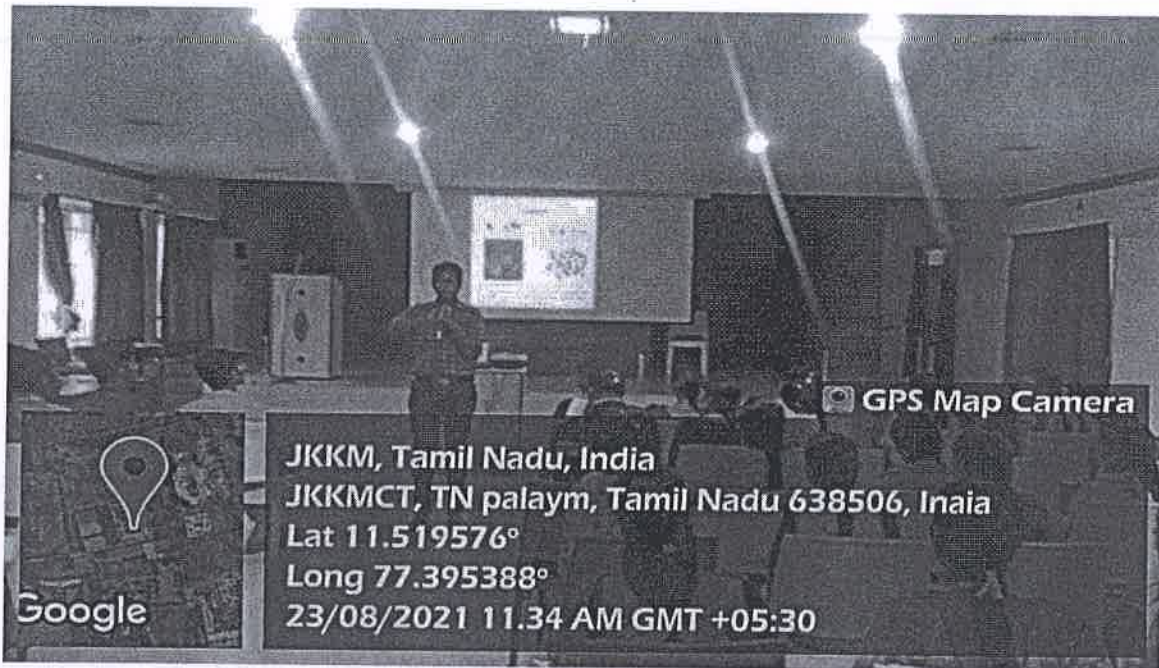 GPS Map Camera
JKKM, Tamil Nadu, India
JKKMCT, TN palaym, Tamil Nadu 638506, Inaia
Lat 11.519576°
Long 77.395388°
23/08/2021 11.34 AM GMT +05:30
Google